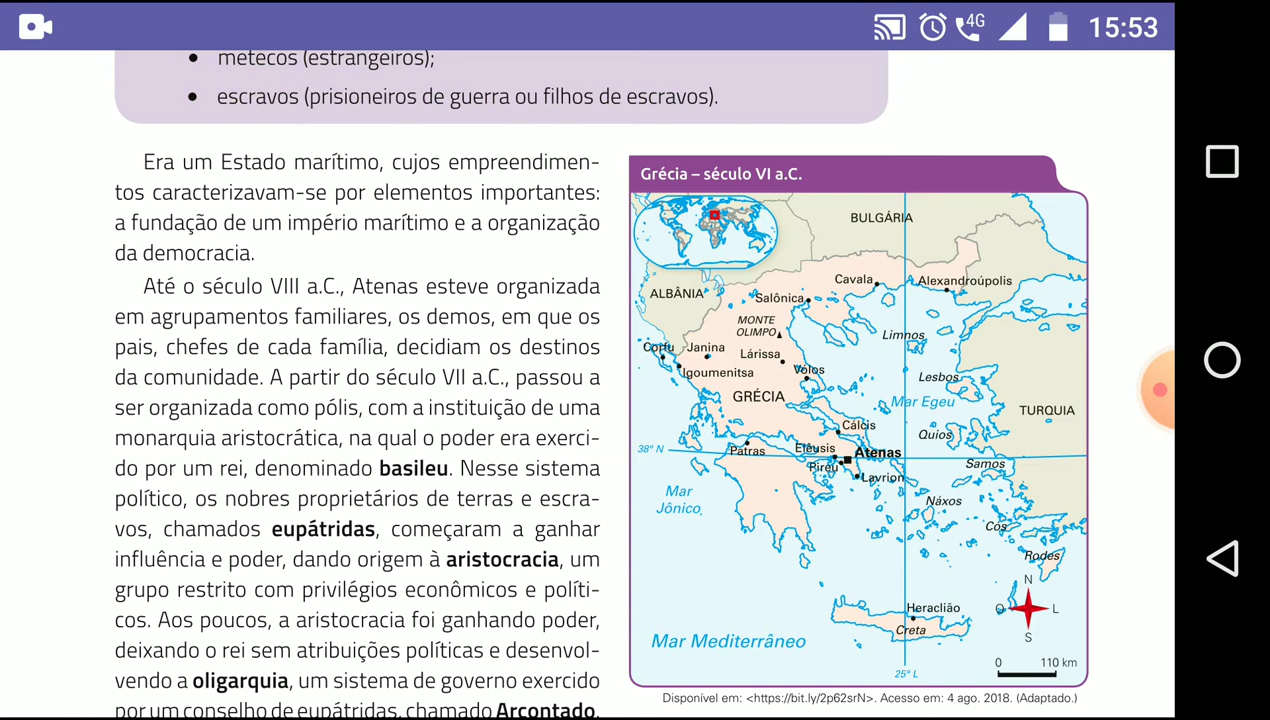 4G
15:53
• metecos (estrangeiros);
• escravos (prisioneiros de guerra ou filhos de escravos).
Era um Estado marítimo, cujos empreendimen-
tos caracterizavam-se por elementos importantes:
a fundação de um império marítimo e a organização
da democracia.
Até o século VIII a.C., Atenas esteve organizada
em agrupamentos familiares, os demos, em que os
pais, chefes de cada família, decidiam os destinos
da comunidade. A partir do século VII a.C., passou a
ser organizada como pólis, com a instituição de uma
monarquia aristocrática, na qual o poder era exerci-
do por um rei, denominado basileu. Nesse sistema
político, os nobres proprietários de terras e escra-
vos, chamados eupátridas, começaram a ganhar
influência e poder, dando origem à aristocracia, um
grupo restrito com privilégios econômicos e políti-
cos. Aos poucos, a aristocracia foi ganhando poder,
deixando o rei sem atribuições políticas e desenvol-
vendo a oligarquia, um sistema de governo exercido
por um conselho de eupátridas, chamado Arcontado.
Grécia – século VI a.C.
BULGÁRIA
ALBÂNIA
Cavala
Alexandroúpolis
Salônica
MONTE
OLIMPO
Limnos
Corfu
Janina
Lárissa
Igoumenitsa
Volos
Lesbos
GRÉCIA
Mar Egeu
TURQUIA
Cálcis
Quios
38° N
Patras
Elêusis
Atenas
Pireu
Samos
Lavrion
Mar
Jônico
Náxos
Cós
Rodes
N
O
L
S
Heraclião
Creta
Mar Mediterrâneo
25° L
0
110 km
Disponível em: <https://bit.ly/2p62srN>. Acesso em: 4 ago. 2018. (Adaptado.)